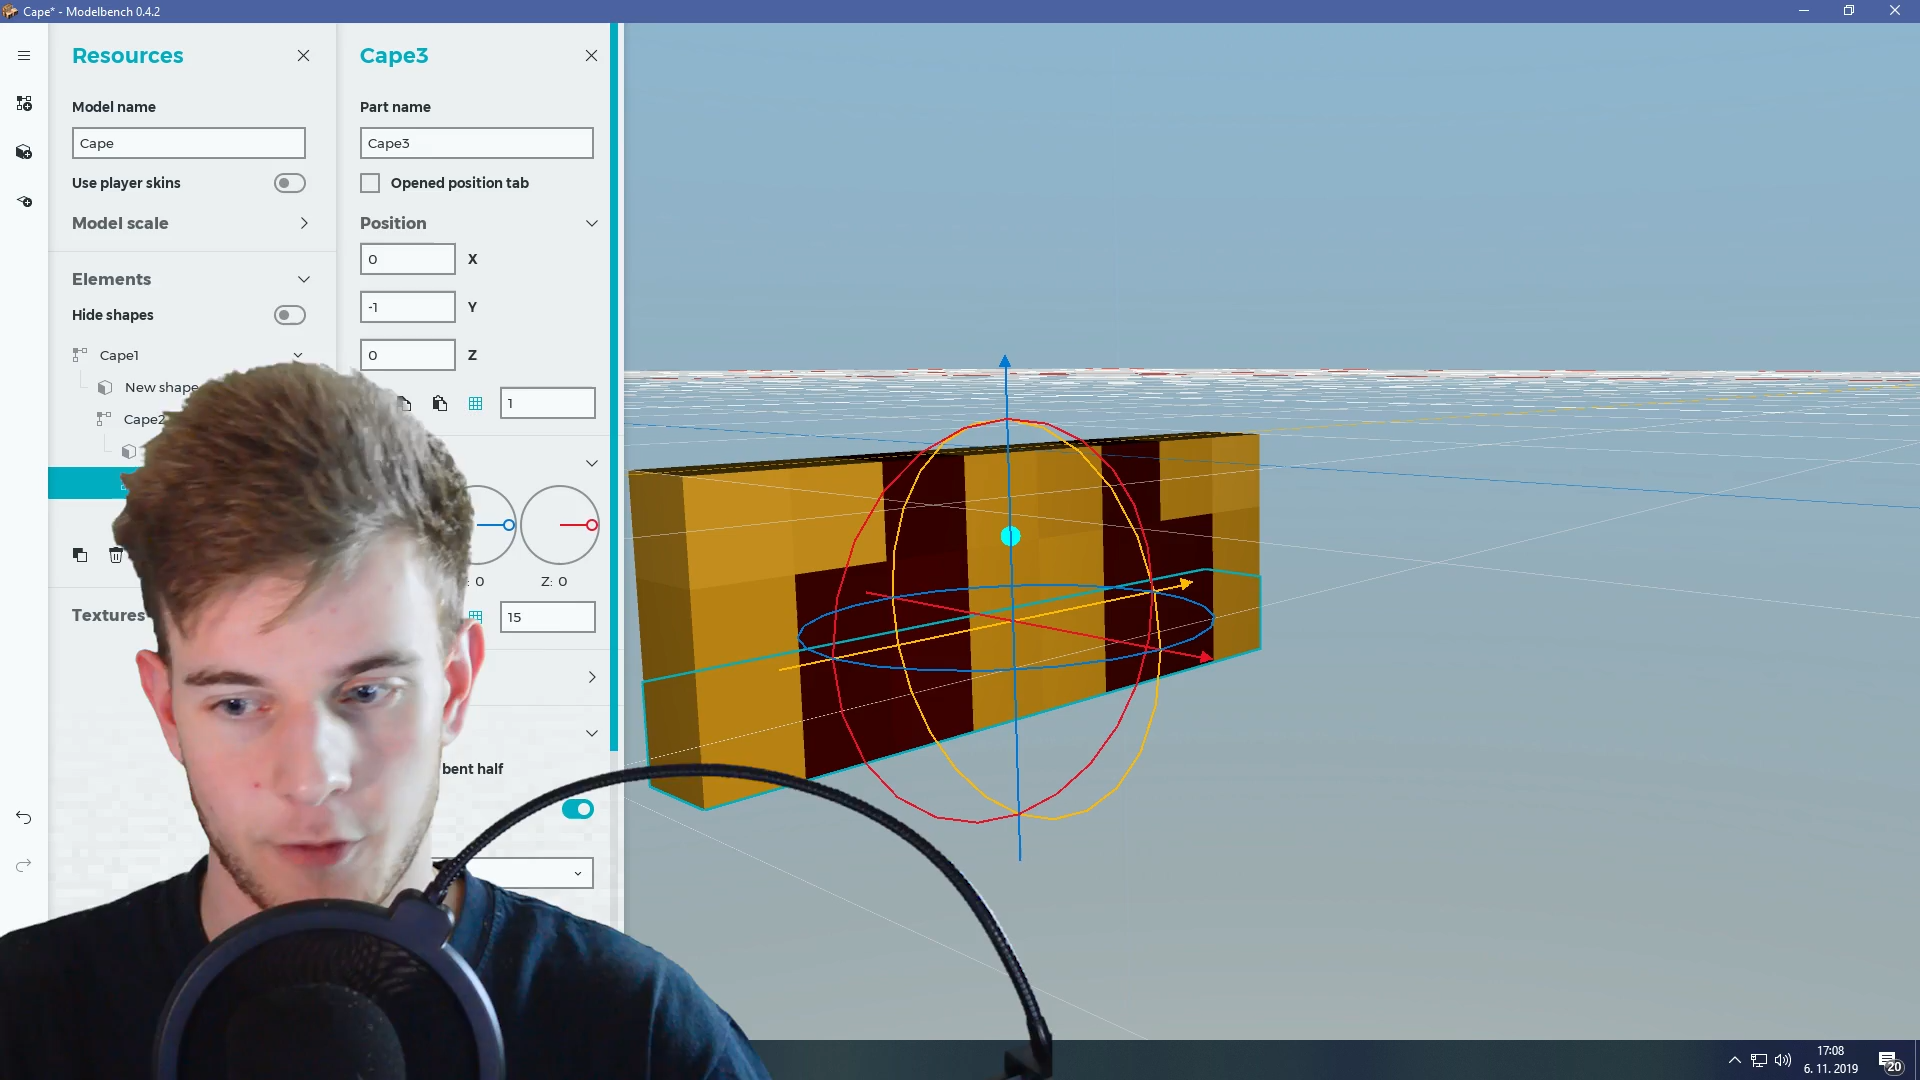 Cape* - Modelbench 0.4.2
Resources
Model name
Cape
Use player skins
Model scale
Elements
Hide shapes
Cape1
New shape
Cape2
Textures
Cape3
Part name
Cape3
Opened position tab
Position
0 X
-1 Y
0 Z
1
: 0 Z: 0
15
bent half
17:08
6. 11. 2019
20